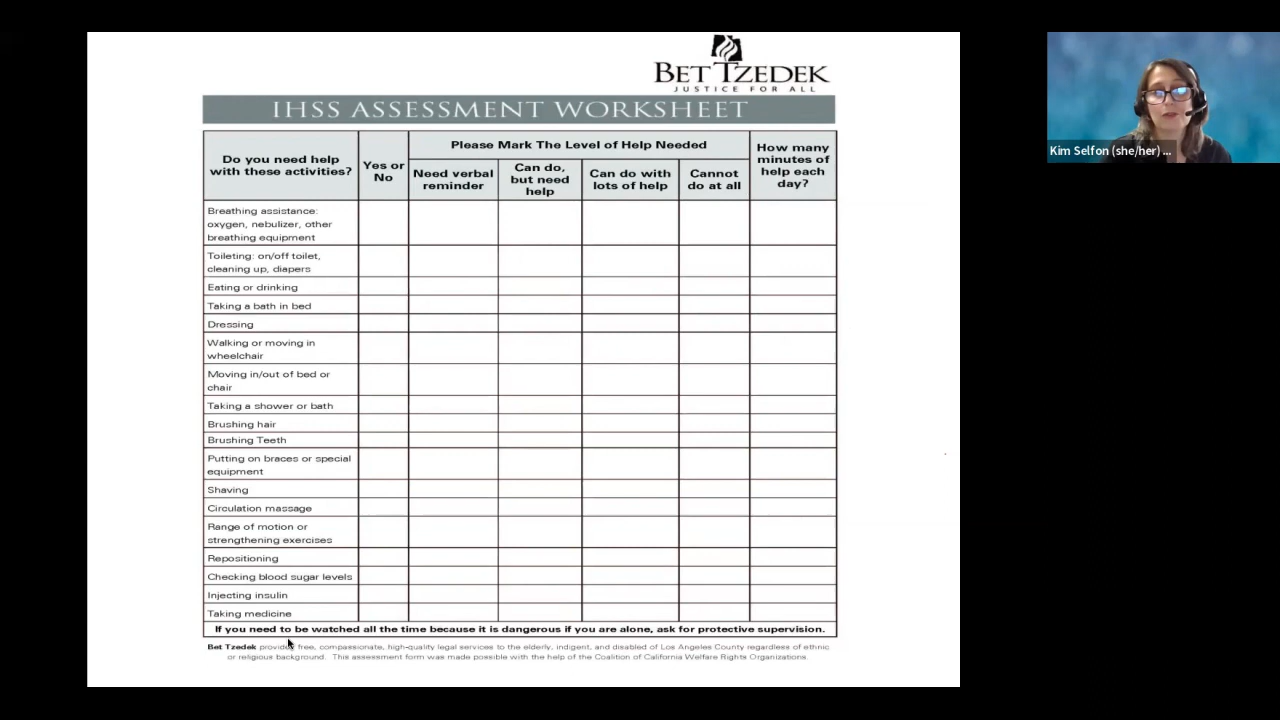 BET TZEDEK
JUSTICE FOR ALL
IHSS ASSESSMENT WORKSHEET
Do you need help
with these activities?
Yes or
No
Please Mark The Level of Help Needed
Need verbal
reminder
Can do,
but need
help
Can do with
lots of help
Cannot
do at all
How many
minutes of
help each
day?
Breathing assistance:
oxygen, nebulizer, other
breathing equipment
Toileting: on/off toilet,
cleaning up, diapers
Eating or drinking
Taking a bath in bed
Dressing
Walking or moving in
wheelchair
Moving in/out of bed or
chair
Taking a shower or bath
Brushing hair
Brushing Teeth
Putting on braces or special
equipment
Shaving
Circulation massage
Range of motion or
strengthening exercises
Repositioning
Checking blood sugar levels
Injecting insulin
Taking medicine
If you need to be watched all the time because it is dangerous if you are alone, ask for protective supervision.
Bet Tzedek provides free, compassionate, high-quality legal services to the elderly, indigent, and disabled of Los Angeles County regardless of ethnic
or religious background. This assessment form was made possible with the help of the Coalition of California Welfare Rights Organizations.
Kim Selfon (she/her) ...